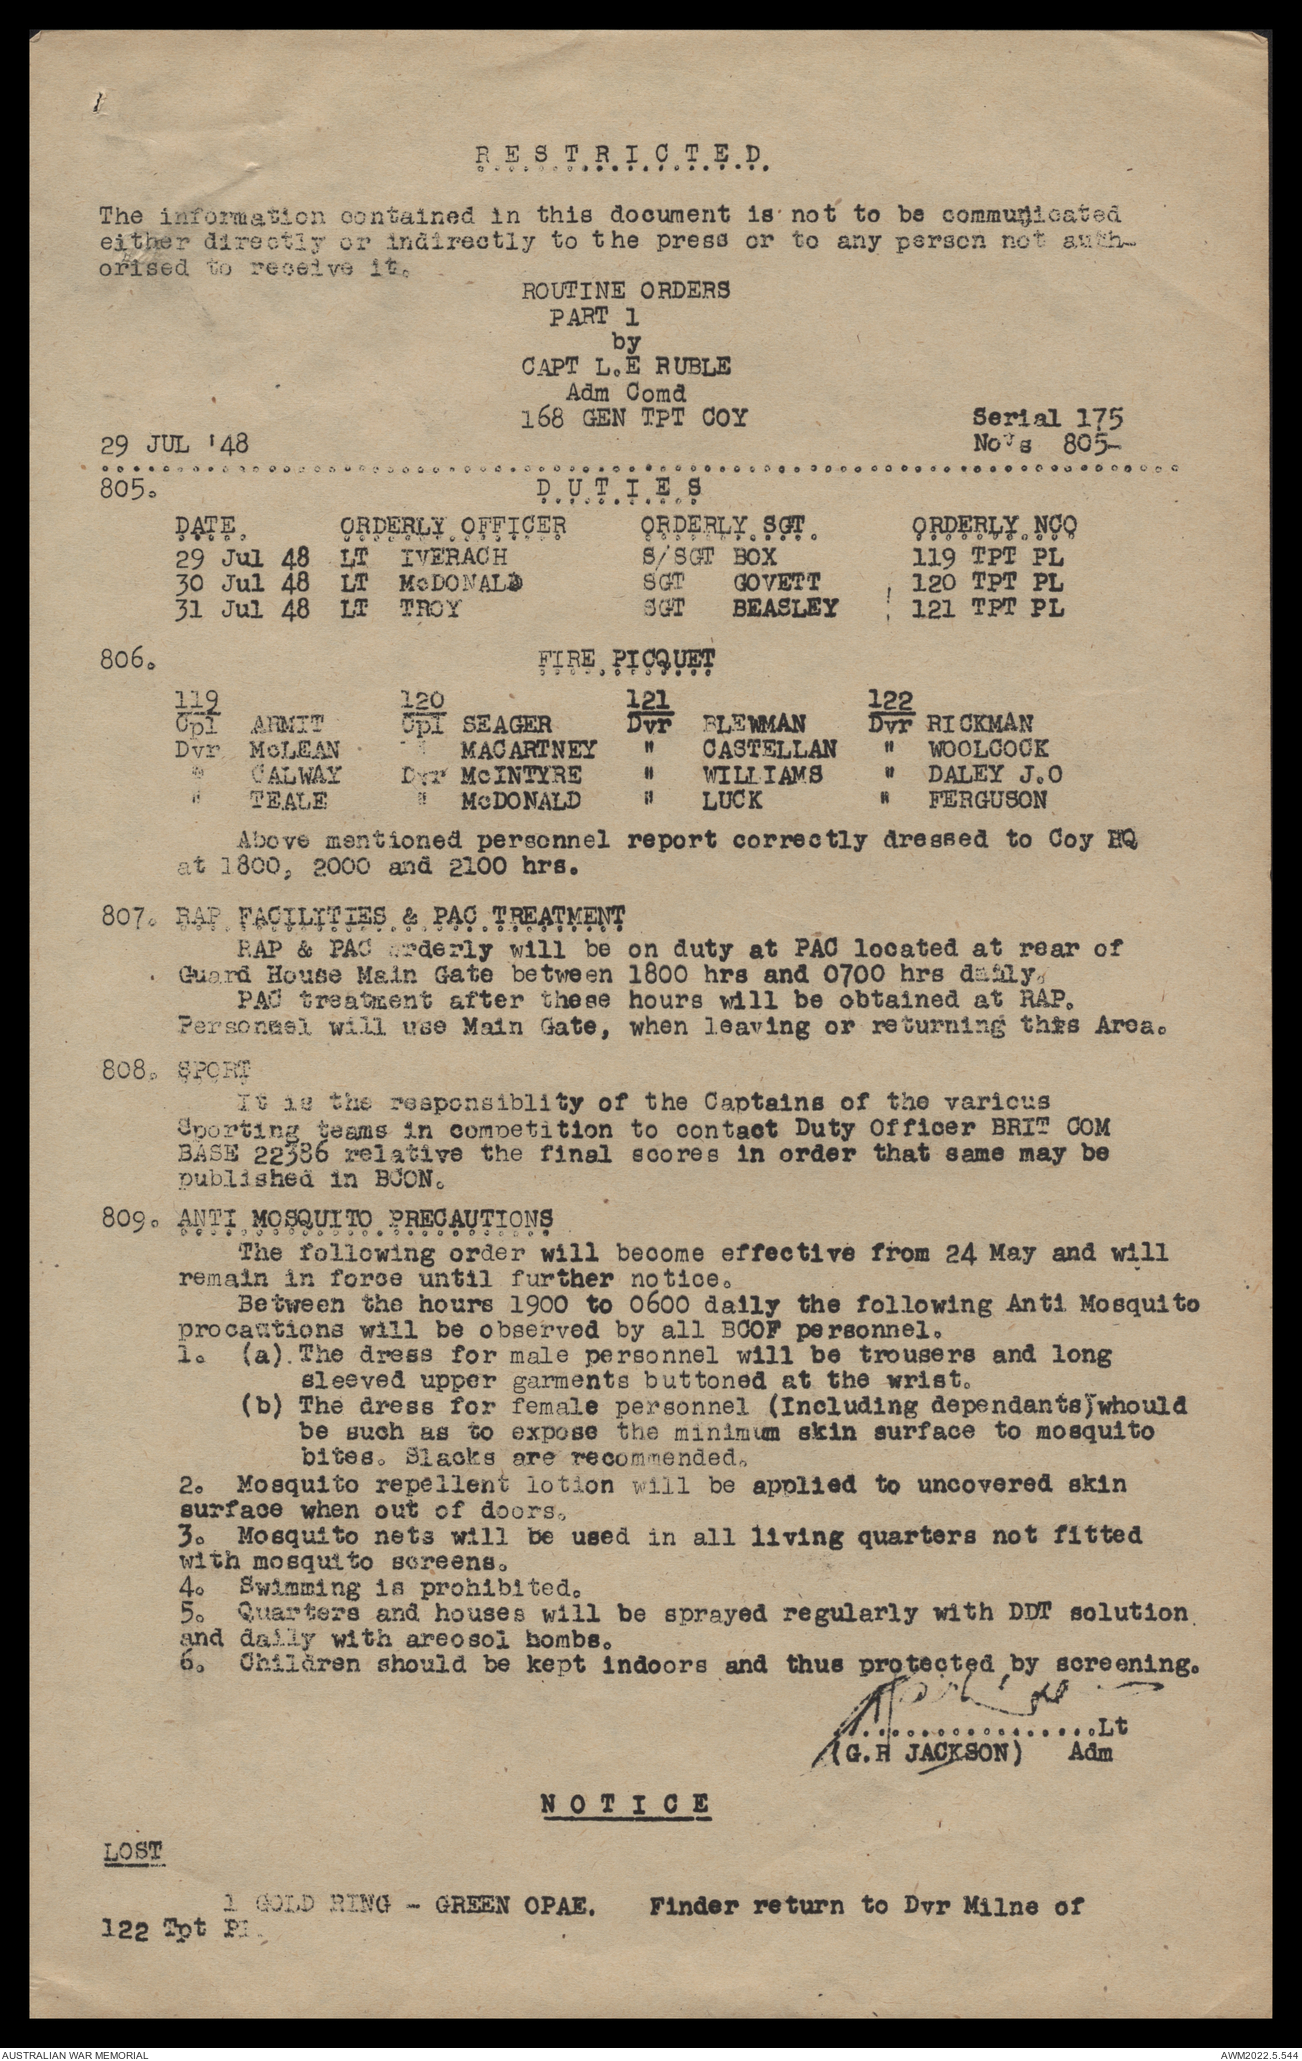 1
RESTRICTED
The information contained in this document is not to be communicated
either directly or indirectly to the press or to any person not auth-
orised to receive it.
ROUTINE ORDERS
PART 1
by
CAPT L.E RUBLE
Adm Comd
168 GEN TPT COY Serial 175
29 JUL '48 No's 805-
805. DUTIES
DATE. ORDERLY OFFICER ORDERLY SGT. ORDERLY NCO
29 Jul 48 LT IVERACH S/SGT BOX 119 TPT PL
30 Jul 48 LT McDONALD SGT GOVETT 120 TPT PL
31 Jul 48 LT TROY SGT BEASLEY 121 TPT PL
806. FIRE PICQUET
119 120 121 122
Cpl ARMIT Cpl SEAGER Dvr BLEWMAN Dvr RICKMAN
Dvr McLEAN " MACARTNEY " CASTELLAN " WOOLCOCK
" CALWAY Dvr McINTYRE " WILLIAMS " DALEY J.O
" TEALE " McDONALD " LUCK " FERGUSON
Above mentioned personnel report correctly dressed to Coy HQ
at 1800, 2000 and 2100 hrs.
807. RAP FACILITIES & PAC TREATMENT
RAP & PAC orderly will be on duty at PAC located at rear of
Guard House Main Gate between 1800 hrs and 0700 hrs daily.
PAC treatment after these hours will be obtained at RAP.
Personnel will use Main Gate, when leaving or returning this Area.
808. SPORT
It is the responsiblity of the Captains of the various
Sporting teams in competition to contact Duty Officer BRIT COM
BASE 22386 relative the final scores in order that same may be
published in BCON.
809. ANTI MOSQUITO PRECAUTIONS
The following order will become effective from 24 May and will
remain in force until further notice.
Between the hours 1900 to 0600 daily the following Anti Mosquito
procautions will be observed by all BCOF personnel.
1. (a).The dress for male personnel will be trousers and long
sleeved upper garments buttoned at the wrist.
(b) The dress for female personnel (Including dependants)whould
be such as to expose the minimum skin surface to mosquito
bites. Slacks are recommended.
2. Mosquito repellent lotion will be applied to uncovered skin
surface when out of doors.
3. Mosquito nets will be used in all living quarters not fitted
with mosquito screens.
4. Swimming is prohibited.
5. Quarters and houses will be sprayed regularly with DDT solution
and daily with areosol bombs.
6. Children should be kept indoors and thus protected by screening.
..................Lt
(G.R JACKSON) Adm
NOTICE
LOST
1 GOLD RING - GREEN OPAE. Finder return to Dvr Milne of
122 Tpt Pl.
AUSTRALIAN WAR MEMORIAL AWM2022.5.544